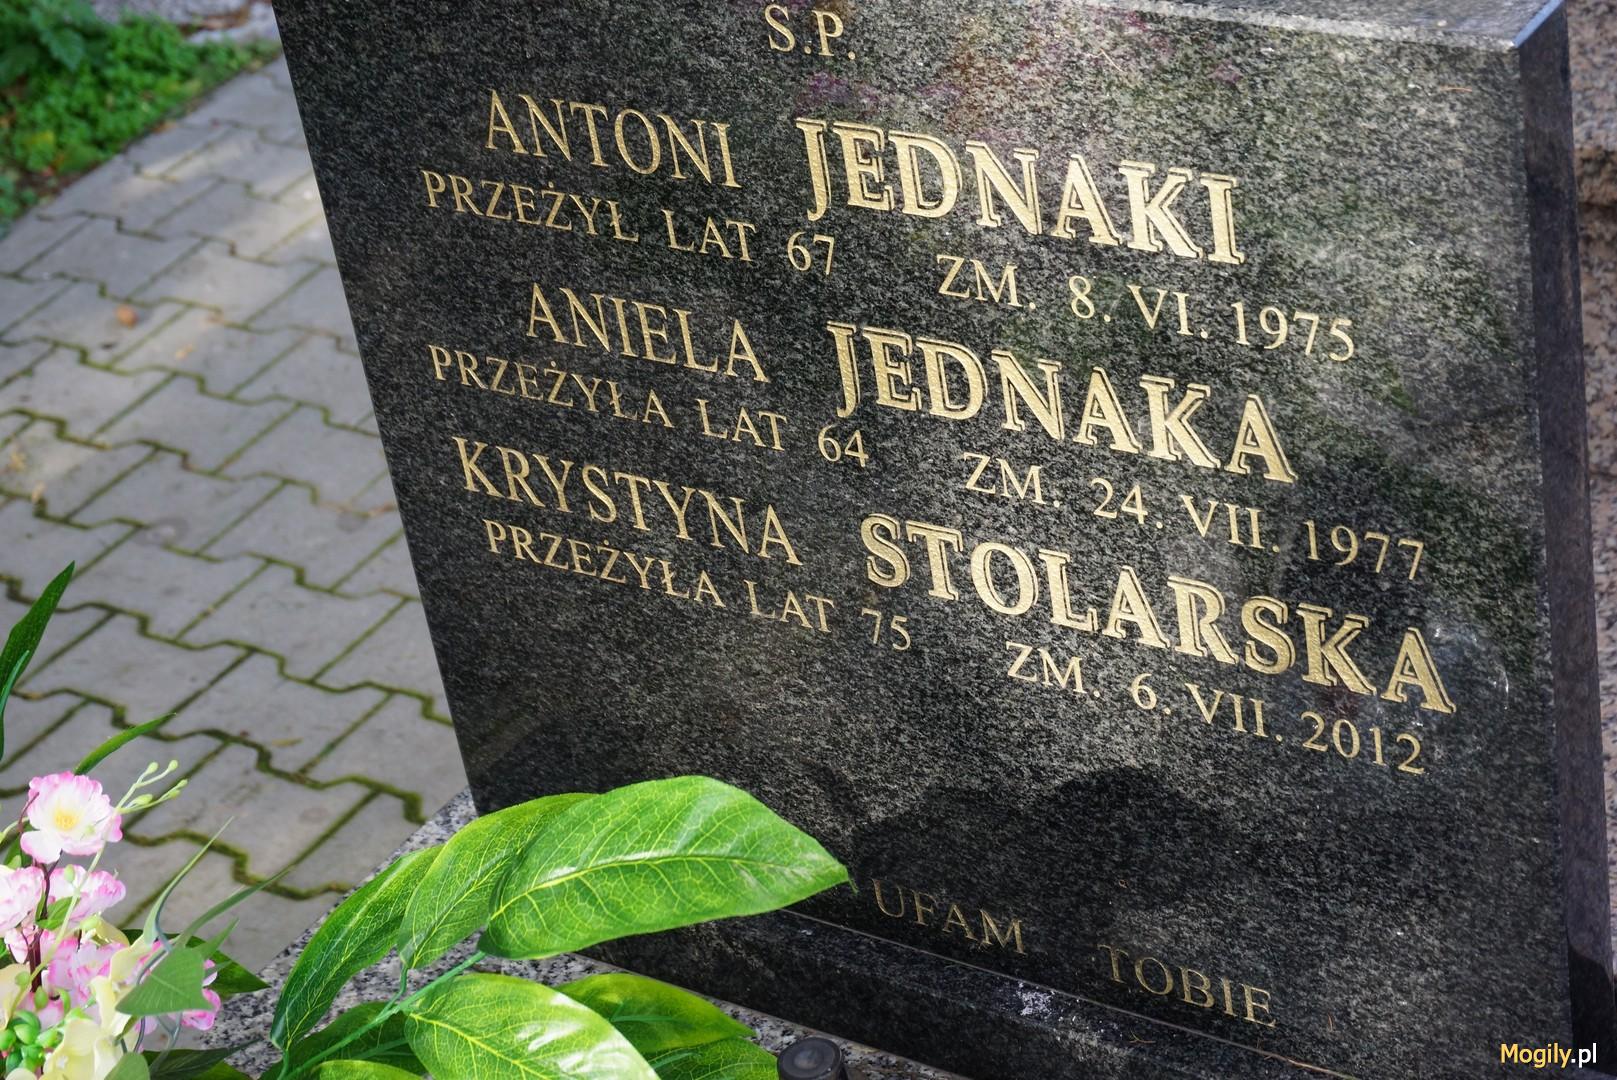 S.P.
ANTONI JEDNAKI
PRZEŻYŁ LAT 67 ZM. 8. VI. 1975
ANIELA JEDNAKA
PRZEŻYŁA LAT 64 ZM. 24. VII. 1977
KRYSTYNA STOLARSKA
PRZEŻYŁA LAT 75 ZM. 6. VII. 2012
UFAM TOBIE
Mogily.pl